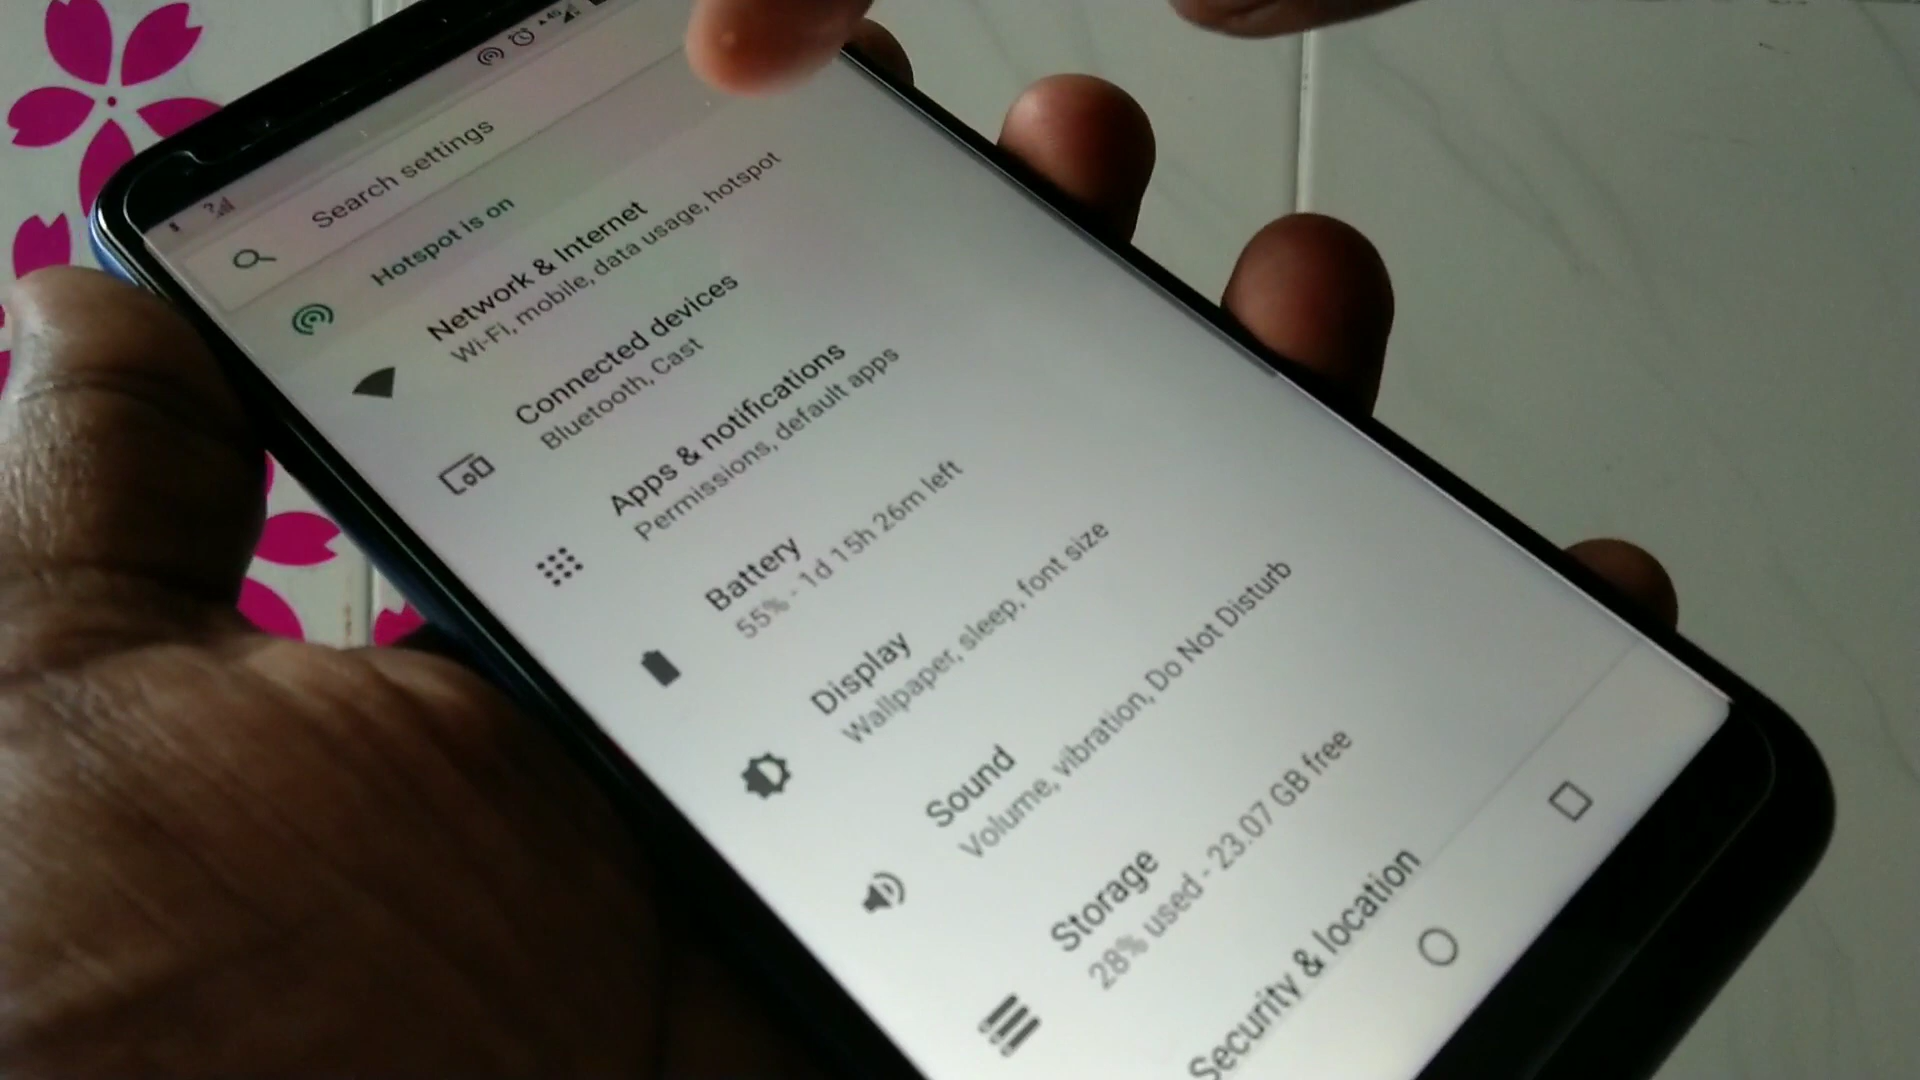 Search settings
Hotspot is on
Network & Internet
Wi-Fi, mobile, data usage, hotspot
Connected devices
Bluetooth, Cast
Apps & notifications
Permissions, default apps
Battery
55% - 1d 15h 26m left
Display
Wallpaper, sleep, font size
Sound
Volume, vibration, Do Not Disturb
Storage
28% used - 23.07 GB free
Security & location